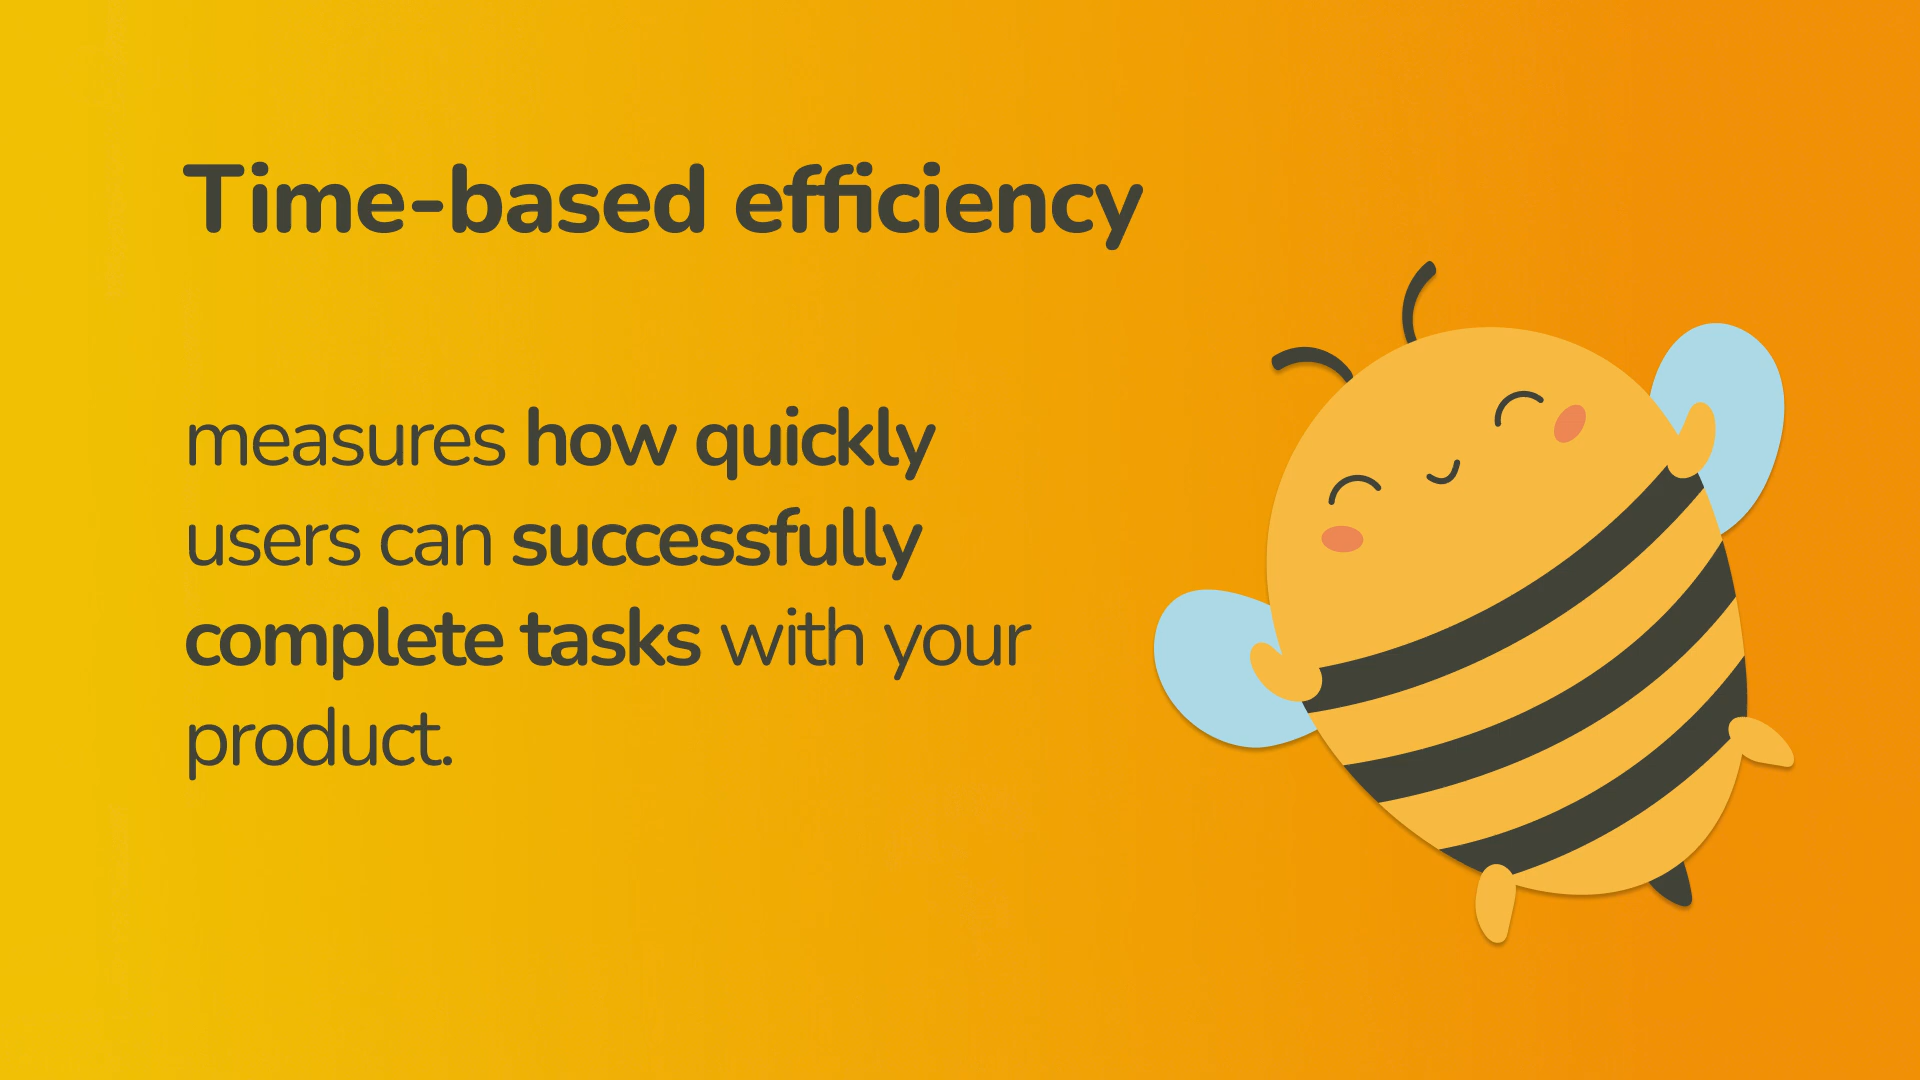 Time-based efficiency
measures how quickly
users can successfully
complete tasks with your
product.